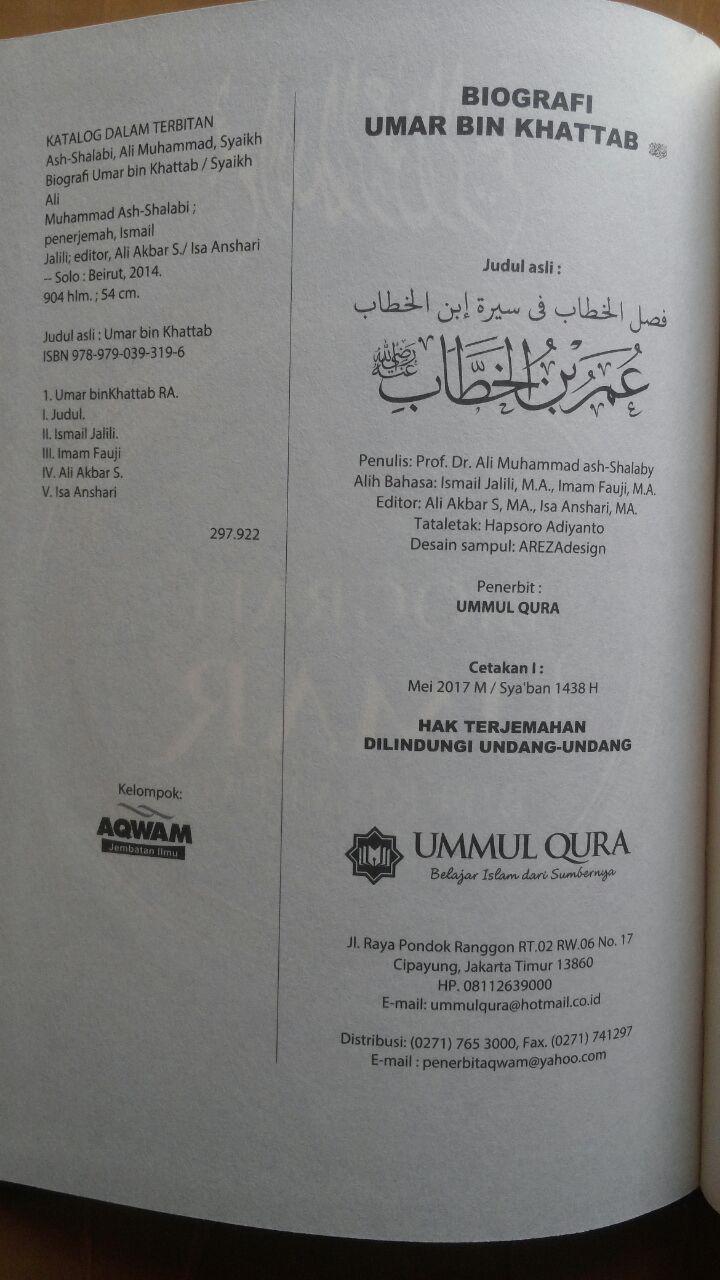 KATALOG DALAM TERBITAN
Ash-Shalabi, Ali Muhammad, Syaikh
Biografi Umar bin Khattab / Syaikh
Ali
Muhammad Ash-Shalabi ;
penerjemah, Ismail
Jalili; editor, Ali Akbar S./ Isa Anshari
-- Solo : Beirut, 2014.
904 hlm. ; 54 cm.
Judul asli : Umar bin Khattab
ISBN 978-979-039-319-6
1. Umar binKhattab RA.
I. Judul.
II. Ismail Jalili.
III. Imam Fauji
IV. Ali Akbar S.
V. Isa Anshari
297.922
Kelompok:
AQWAM
Jembatan Ilmu
BIOGRAFI
UMAR BIN KHATTAB
Judul asli :
فصل الخطاب في سيرة إبن الخطاب
عُمَرُ بْنُ الخَطَّابِ رَضِيَ اللهُ عَنْهُ
Penulis: Prof. Dr. Ali Muhammad ash-Shalaby
Alih Bahasa: Ismail Jalili, M.A., Imam Fauji, M.A.
Editor: Ali Akbar S, MA., Isa Anshari, MA.
Tataletak: Hapsoro Adiyanto
Desain sampul: AREZAdesign
Penerbit :
UMMUL QURA
Cetakan I :
Mei 2017 M / Sya'ban 1438 H
HAK TERJEMAHAN
DILINDUNGI UNDANG-UNDANG
UMMUL QURA
Belajar Islam dari Sumbernya
Jl. Raya Pondok Ranggon RT.02 RW.06 No. 17
Cipayung, Jakarta Timur 13860
HP. 08112639000
E-mail: ummulqura@hotmail.co.id
Distribusi: (0271) 765 3000, Fax. (0271) 741297
E-mail : penerbitaqwam@yahoo.com